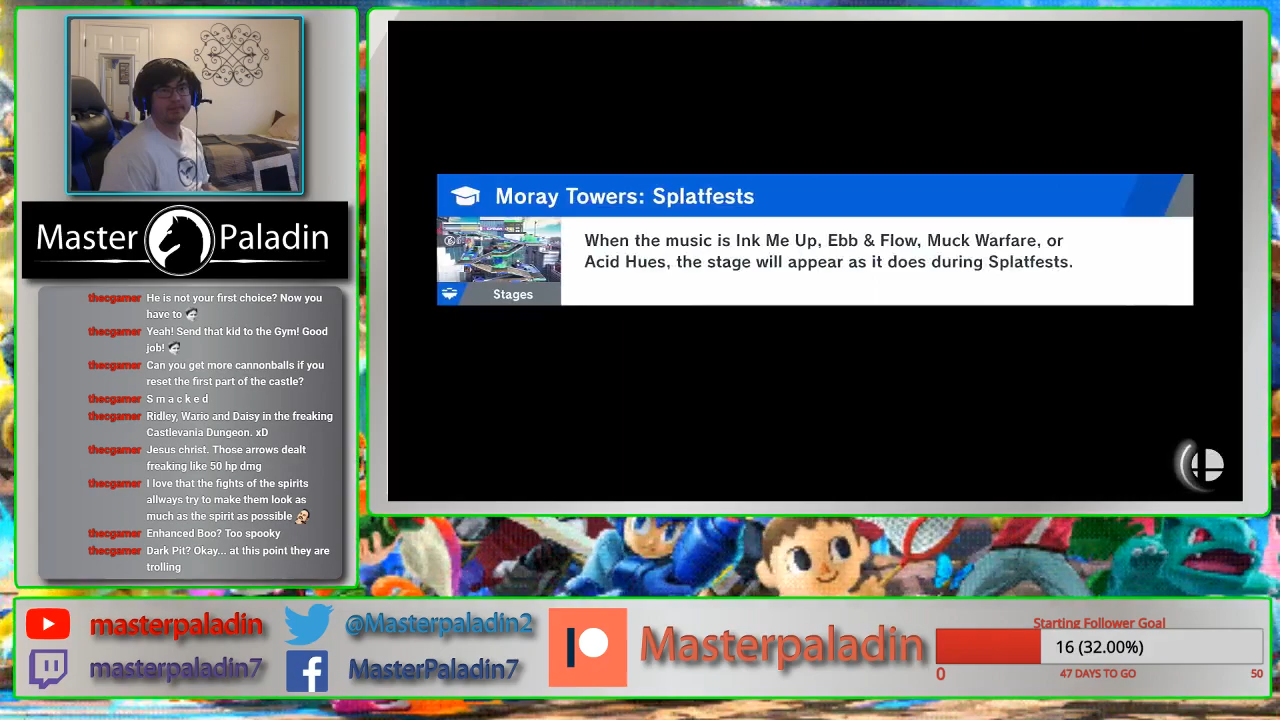 Master Paladin
thecgamer He is not your first choice? Now you
have to
thecgamer Yeah! Send that kid to the Gym! Good
job!
thecgamer Can you get more cannonballs if you
reset the first part of the castle?
thecgamer S m a c k e d
thecgamer Ridley, Wario and Daisy in the freaking
Castlevania Dungeon. xD
thecgamer Jesus christ. Those arrows dealt
freaking like 50 hp dmg
thecgamer I love that the fights of the spirits
allways try to make them look as
much as the spirit as possible
thecgamer Enhanced Boo? Too spooky
thecgamer Dark Pit? Okay... at this point they are
trolling
Moray Towers: Splatfests
When the music is Ink Me Up, Ebb & Flow, Muck Warfare, or
Acid Hues, the stage will appear as it does during Splatfests.
Stages
masterpaladin
@Masterpaladin2
masterpaladin7
MasterPaladin7
Masterpaladin
Starting Follower Goal
16 (32.00%)
0
47 DAYS TO GO
50